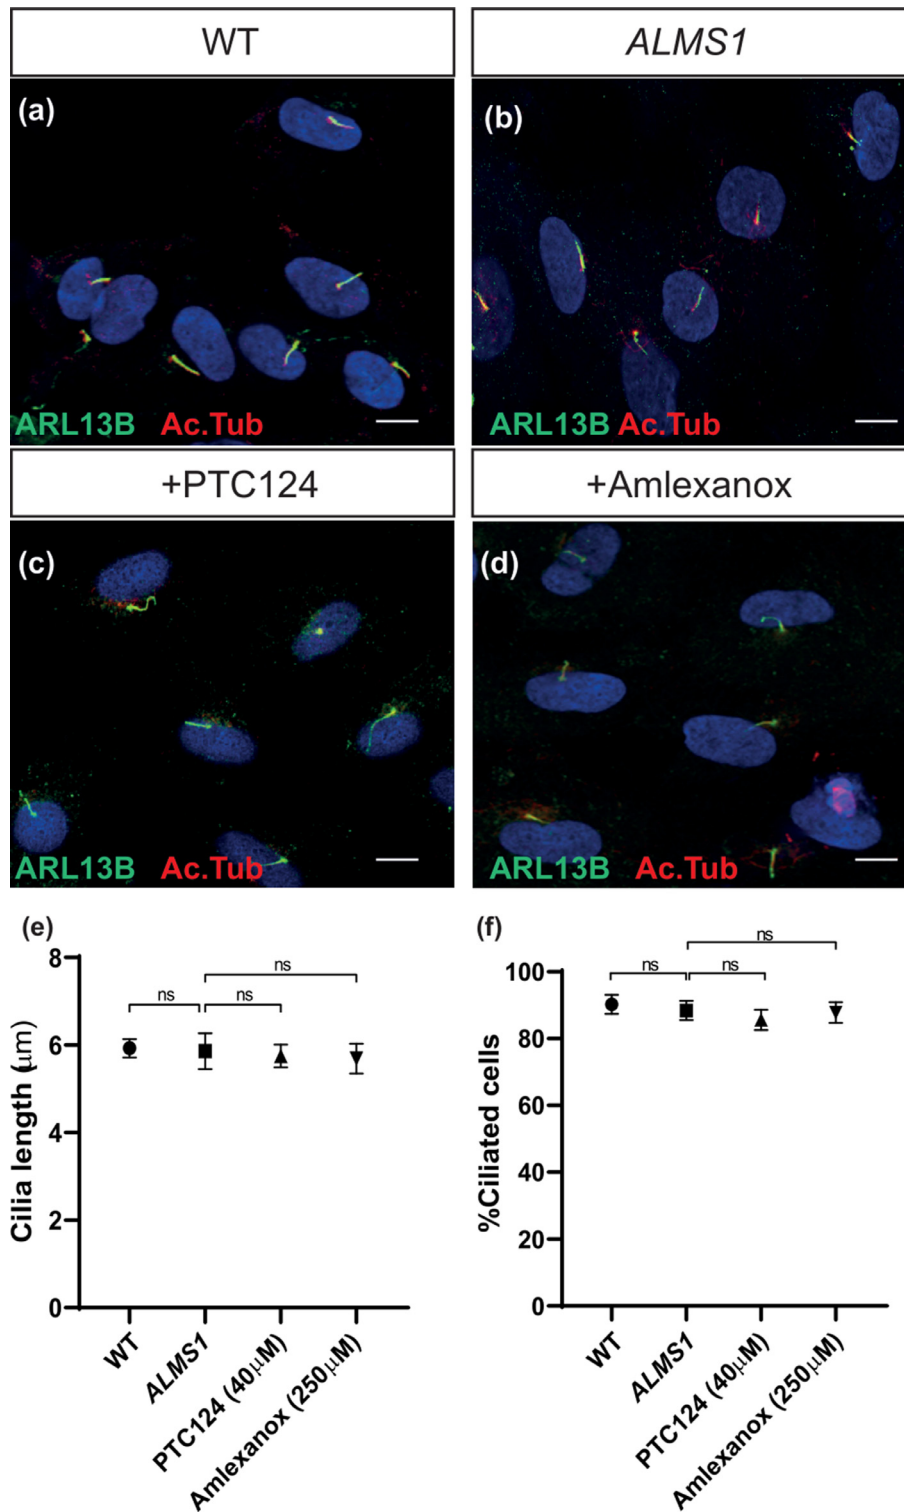 WT
ALMS1
(a)
(b)
ARL13B Ac.Tub
ARL13B Ac.Tub
+PTC124
+Amlexanox
(c)
(d)
ARL13B Ac.Tub
ARL13B Ac.Tub
(e)
8
6
4
2
0
Cilia length (μm)
ns
ns
ns
WT
ALMS1
PTC124 (40μM)
Amlexanox (250μM)
(f)
100
80
60
40
20
0
%Ciliated cells
ns
ns
ns
WT
ALMS1
PTC124 (40μM)
Amlexanox (250μM)